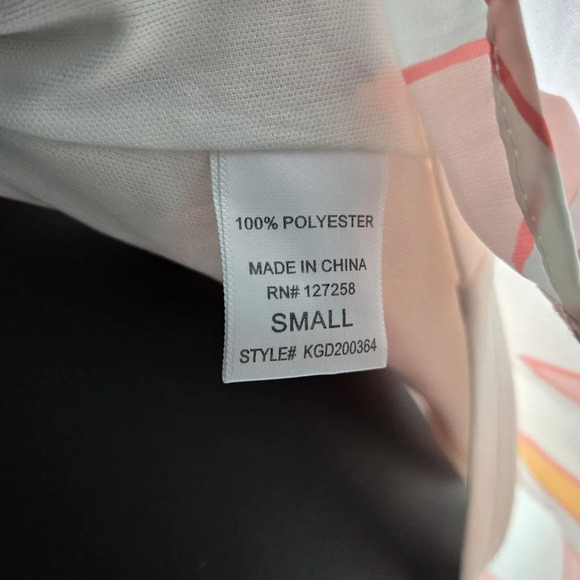 100% POLYESTER
MADE IN CHINA
RN# 127258
SMALL
STYLE# KGD200364